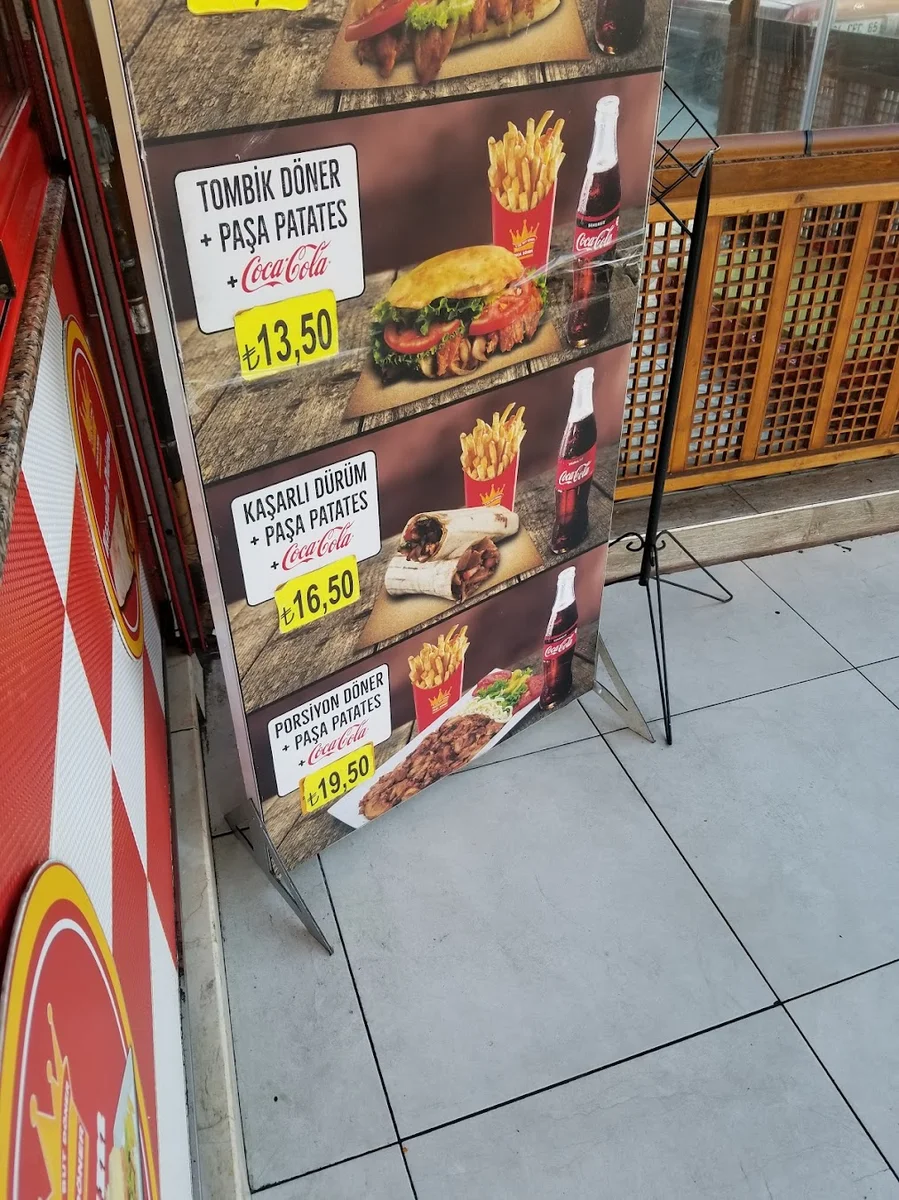 TOMBİK DÖNER
+ PAŞA PATATES
+ Coca-Cola
₺13,50
Coca-Cola
KAŞARLI DÜRÜM
+ PAŞA PATATES
+ Coca-Cola
₺16,50
Coca-Cola
PORSİYON DÖNER
+ PAŞA PATATES
+ Coca-Cola
₺19,50
Coca-Cola
DÖNER